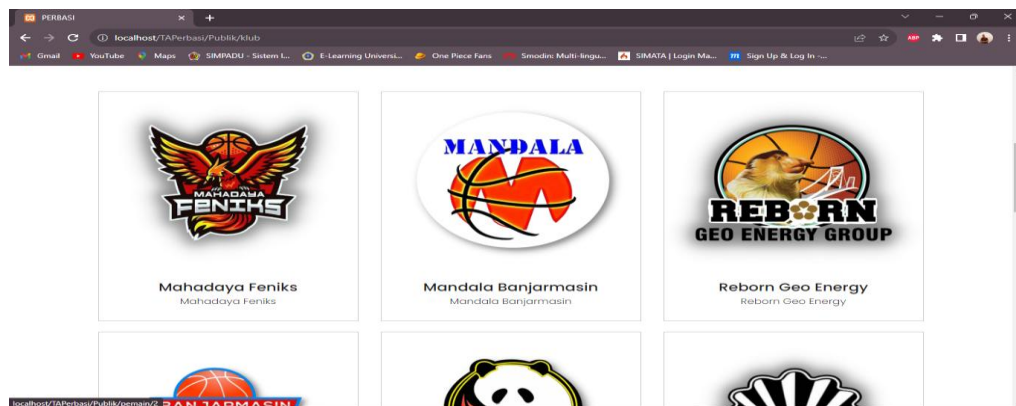 PERBASI
localhost/TAPerbasi/Publik/klub
ABP
Gmail
YouTube
Maps
SIMPADU - Sistem I...
E-Learning Universi...
One Piece Fans
Smodin: Multi-lingu...
SIMATA | Login Ma...
m Sign Up & Log In -...
MAHADAYA
FENIKS
MANDALA
REBORN
GEO ENERGY GROUP
Mahadaya Feniks
Mandala Banjarmasin
Reborn Geo Energy
Mahadaya Feniks
Mandala Banjarmasin
Reborn Geo Energy
BANJARMASIN
localhost/TAPerbasi/Publik/pemain/2